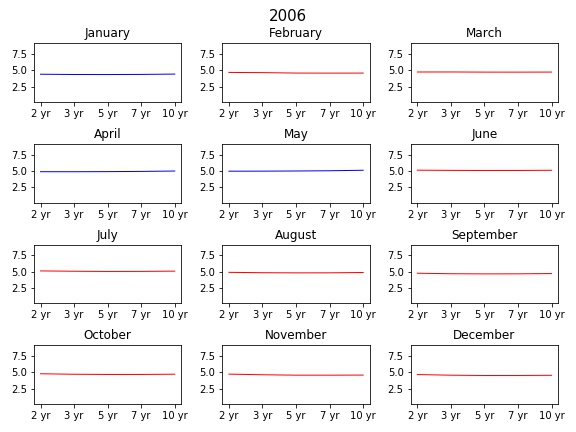 2006
January February March
7.5 7.5 7.5
5.0 5.0 5.0
2.5 2.5 2.5
2 yr 3 yr 5 yr 7 yr 10 yr 2 yr 3 yr 5 yr 7 yr 10 yr 2 yr 3 yr 5 yr 7 yr 10 yr
April May June
7.5 7.5 7.5
5.0 5.0 5.0
2.5 2.5 2.5
2 yr 3 yr 5 yr 7 yr 10 yr 2 yr 3 yr 5 yr 7 yr 10 yr 2 yr 3 yr 5 yr 7 yr 10 yr
July August September
7.5 7.5 7.5
5.0 5.0 5.0
2.5 2.5 2.5
2 yr 3 yr 5 yr 7 yr 10 yr 2 yr 3 yr 5 yr 7 yr 10 yr 2 yr 3 yr 5 yr 7 yr 10 yr
October November December
7.5 7.5 7.5
5.0 5.0 5.0
2.5 2.5 2.5
2 yr 3 yr 5 yr 7 yr 10 yr 2 yr 3 yr 5 yr 7 yr 10 yr 2 yr 3 yr 5 yr 7 yr 10 yr